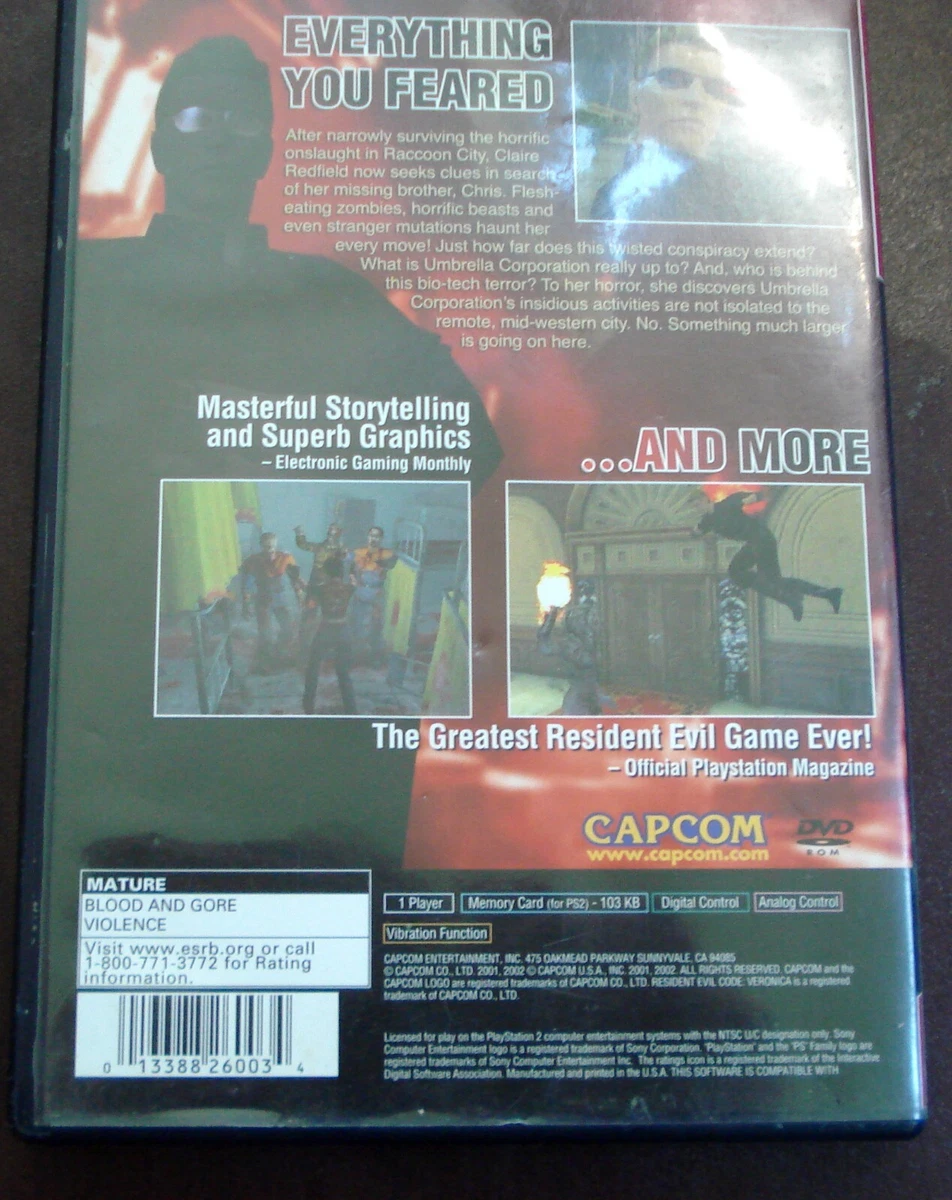 EVERYTHING
YOU FEARED
After narrowly surviving the horrific
onslaught in Raccoon City, Claire
Redfield now seeks clues in search
of her missing brother, Chris. Flesh-
eating zombies, horrific beasts and
even stranger mutations haunt her
every move! Just how far does this twisted conspiracy extend?
What is Umbrella Corporation really up to? And, who is behind
this bio-tech terror? To her horror, she discovers Umbrella
Corporation's insidious activities are not isolated to the
remote, mid-western city. No. Something much larger
is going on here.
Masterful Storytelling
and Superb Graphics
– Electronic Gaming Monthly
...AND MORE
The Greatest Resident Evil Game Ever!
– Official Playstation Magazine
CAPCOM
www.capcom.com
DVD
ROM
MATURE
BLOOD AND GORE
VIOLENCE
Visit www.esrb.org or call
1-800-771-3772 for Rating
information.
1 Player
Memory Card (for PS2) - 103 KB
Digital Control
Analog Control
Vibration Function
CAPCOM ENTERTAINMENT, INC. 475 OAKMEAD PARKWAY SUNNYVALE, CA 94085
© CAPCOM CO., LTD. 2001, 2002 © CAPCOM U.S.A., INC. 2001, 2002. ALL RIGHTS RESERVED. CAPCOM and the
CAPCOM LOGO are registered trademarks of CAPCOM CO., LTD. RESIDENT EVIL CODE: VERONICA is a registered
trademark of CAPCOM CO., LTD.
Licensed for play on the PlayStation 2 computer entertainment systems with the NTSC U/C designation only. Sony
Computer Entertainment logo is a registered trademark of Sony Corporation. "PlayStation" and the "PS" Family logo are
registered trademarks of Sony Computer Entertainment Inc. The ratings icon is a registered trademark of the Interactive
Digital Software Association. Manufactured and printed in the U.S.A. THIS SOFTWARE IS COMPATIBLE WITH
0 13388 26003 4